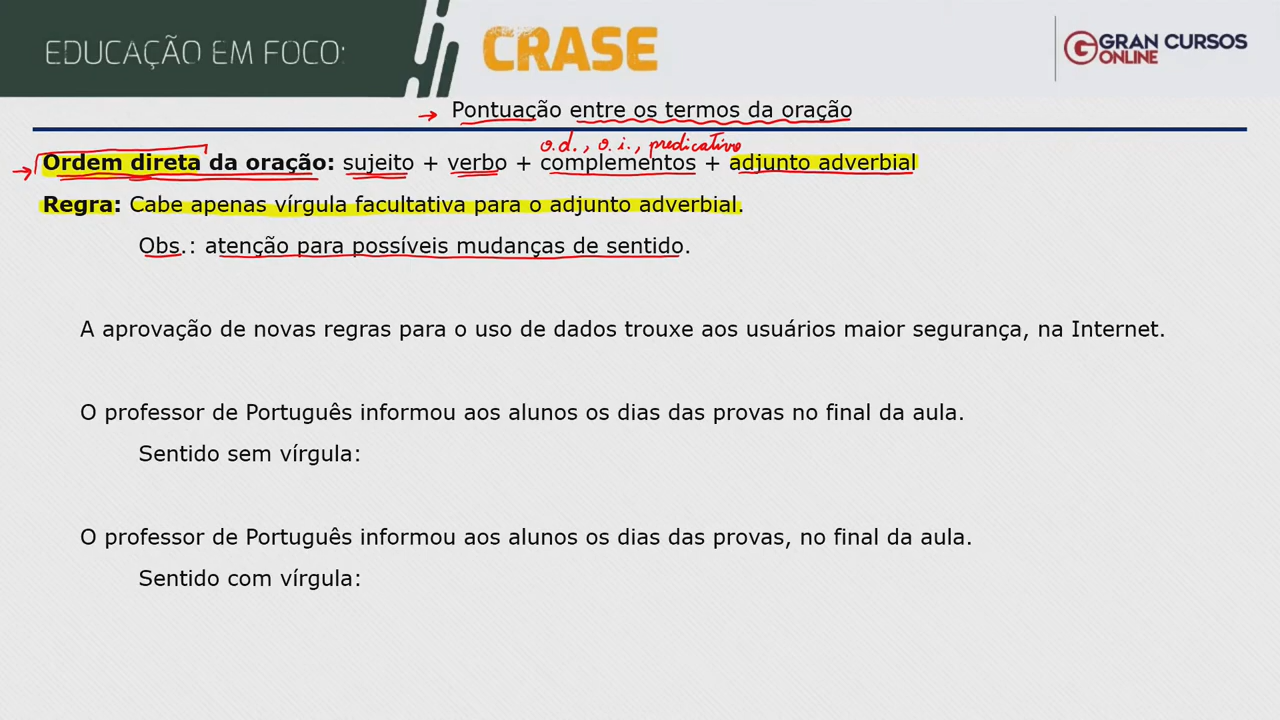 EDUCAÇÃO EM FOCO:
CRASE
GRAN CURSOS
ONLINE
Pontuação entre os termos da oração
o.d., o.i., predicativo
Ordem direta da oração: sujeito + verbo + complementos + adjunto adverbial
Regra: Cabe apenas vírgula facultativa para o adjunto adverbial.
Obs.: atenção para possíveis mudanças de sentido.
A aprovação de novas regras para o uso de dados trouxe aos usuários maior segurança, na Internet.
O professor de Português informou aos alunos os dias das provas no final da aula.
Sentido sem vírgula:
O professor de Português informou aos alunos os dias das provas, no final da aula.
Sentido com vírgula: